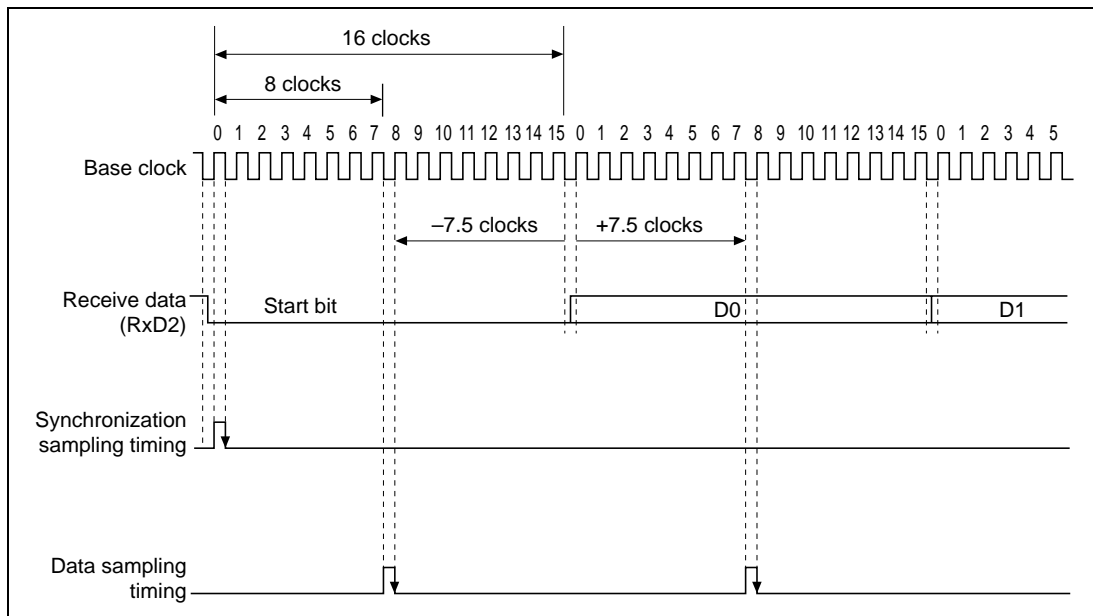 16 clocks
8 clocks
0 1 2 3 4 5 6 7 8 9 10 11 12 13 14 15 0 1 2 3 4 5 6 7 8 9 10 11 12 13 14 15 0 1 2 3 4 5
Base clock
–7.5 clocks +7.5 clocks
Receive data
(RxD2)
Start bit D0 D1
Synchronization
sampling timing
Data sampling
timing